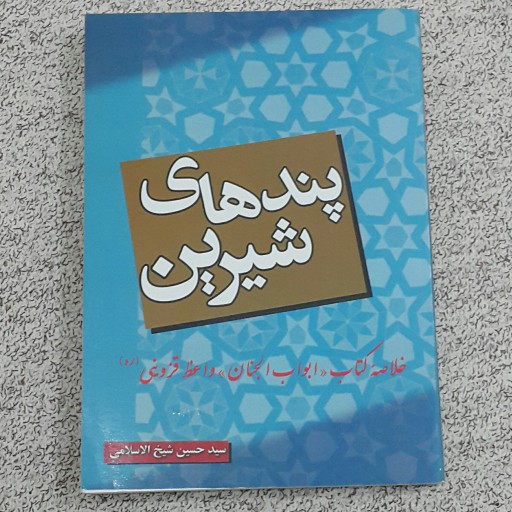 پندهای
شیرین
خلاصهٔ کتاب «ابواب الجنان» واعظ قزوینی (ره)
سید حسین شیخ الاسلامی